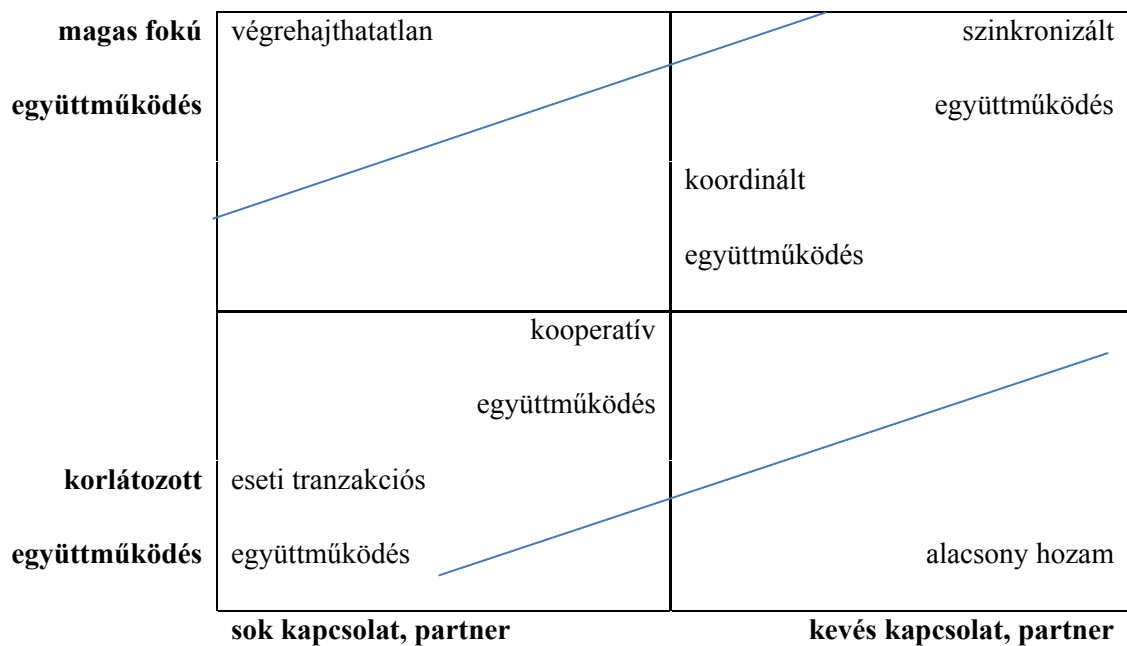 magas fokú
végrehajthatatlan
szinkronizált
együttműködés
együttműködés
koordinált
együttműködés
kooperatív
együttműködés
korlátozott
eseti tranzakciós
együttműködés
együttműködés
alacsony hozam
sok kapcsolat, partner
kevés kapcsolat, partner